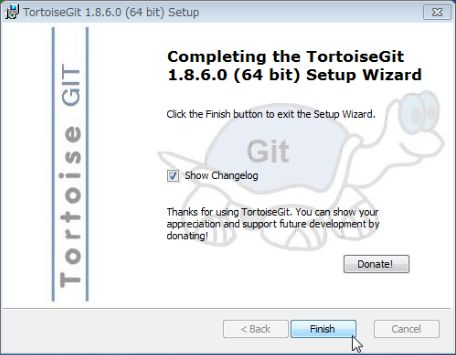 TortoiseGit 1.8.6.0 (64 bit) Setup
Tortoise GIT
Completing the TortoiseGit
1.8.6.0 (64 bit) Setup Wizard
Click the Finish button to exit the Setup Wizard.
Git
Show Changelog
Thanks for using TortoiseGit. You can show your
appreciation and support future development by
donating!
Donate!
< Back
Finish
Cancel